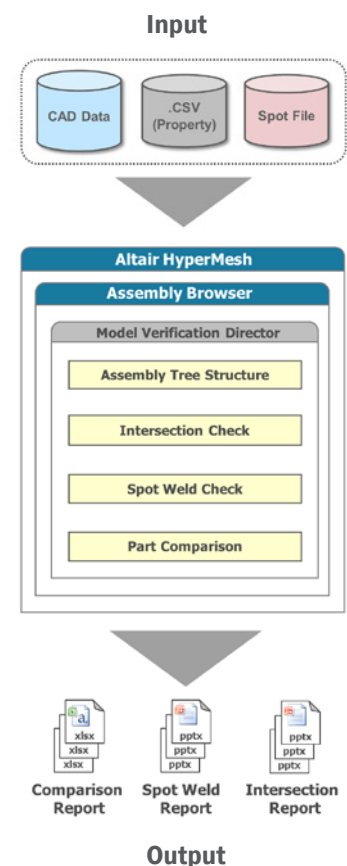 Input
CAD Data
.CSV
(Property)
Spot File
Altair HyperMesh
Assembly Browser
Model Verification Director
Assembly Tree Structure
Intersection Check
Spot Weld Check
Part Comparison
a
xlsx
xlsx
xlsx
pptx
pptx
pptx
pptx
pptx
pptx
Comparison
Report
Spot Weld
Report
Intersection
Report
Output